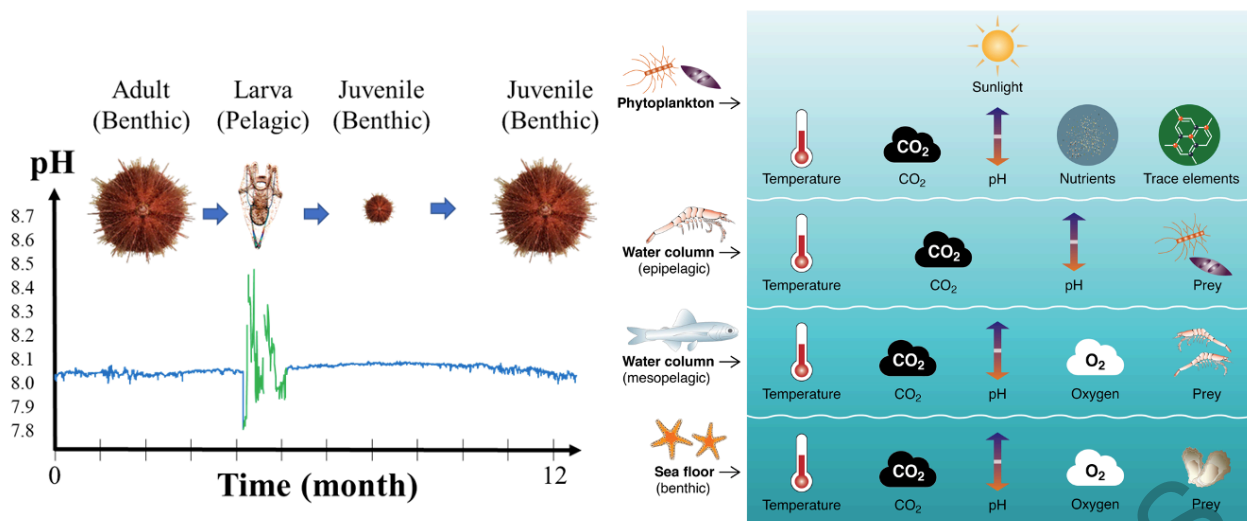 Adult
(Benthic)
Larva
(Pelagic)
Juvenile
(Benthic)
Juvenile
(Benthic)
pH
8.7
8.6
8.5
8.4
8.3
8.2
8.1
8.0
7.9
7.8
0
Time (month)
12
Phytoplankton
Sunlight
Temperature
CO2
CO₂
pH
Nutrients
Trace elements
Water column
(epipelagic)
Temperature
CO2
CO₂
pH
Prey
Water column
(mesopelagic)
Temperature
CO2
CO₂
pH
O2
Oxygen
Prey
Sea floor
(benthic)
Temperature
CO2
CO₂
pH
O2
Oxygen
Prey